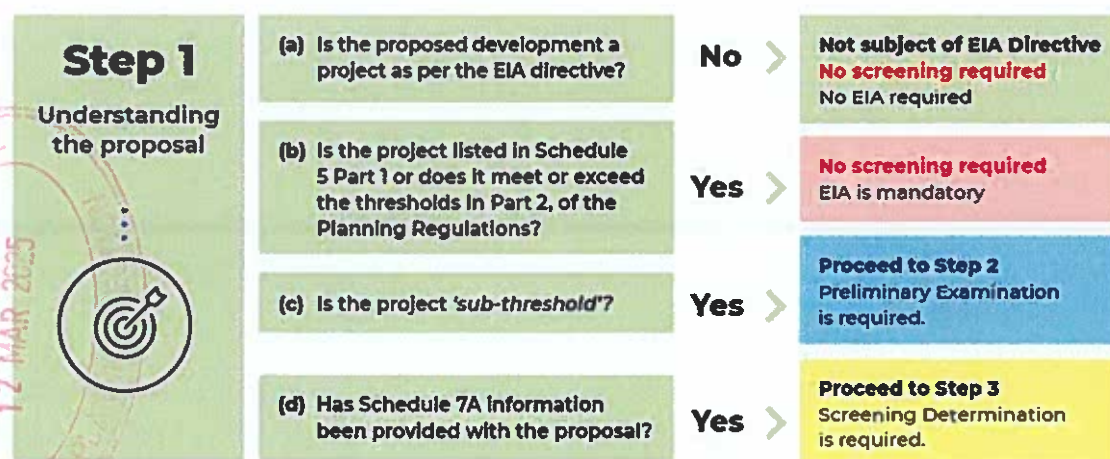 Step 1
Understanding
the proposal
12 MAR 2025
(a) Is the proposed development a
project as per the EIA directive?
No >
Not subject of EIA Directive
No screening required
No EIA required
(b) Is the project listed in Schedule
5 Part 1 or does it meet or exceed
the thresholds in Part 2, of the
Planning Regulations?
Yes >
No screening required
EIA is mandatory
(c) Is the project ‘sub-threshold’?
Yes >
Proceed to Step 2
Preliminary Examination
is required.
(d) Has Schedule 7A information
been provided with the proposal?
Yes >
Proceed to Step 3
Screening Determination
is required.